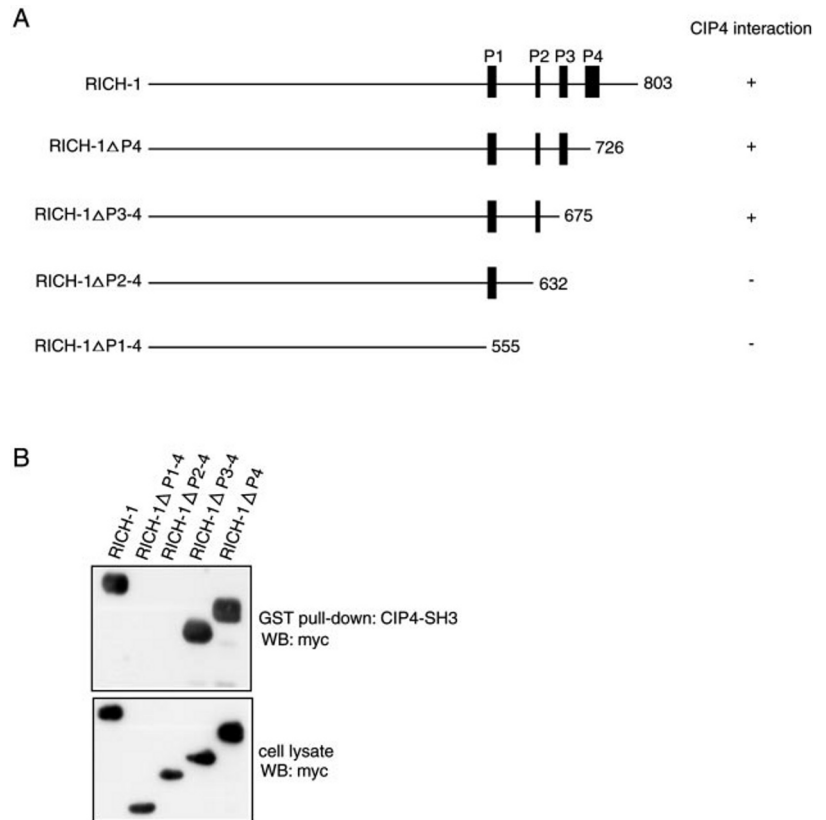 A
CIP4 interaction
P1 P2 P3 P4
RICH-1 803 +
RICH-1△P4 726 +
RICH-1△P3-4 675 +
RICH-1△P2-4 632 -
RICH-1△P1-4 555 -
B
RICH-1
RICH-1△P1-4
RICH-1△P2-4
RICH-1△P3-4
RICH-1△P4
GST pull-down: CIP4-SH3
WB: myc
cell lysate
WB: myc